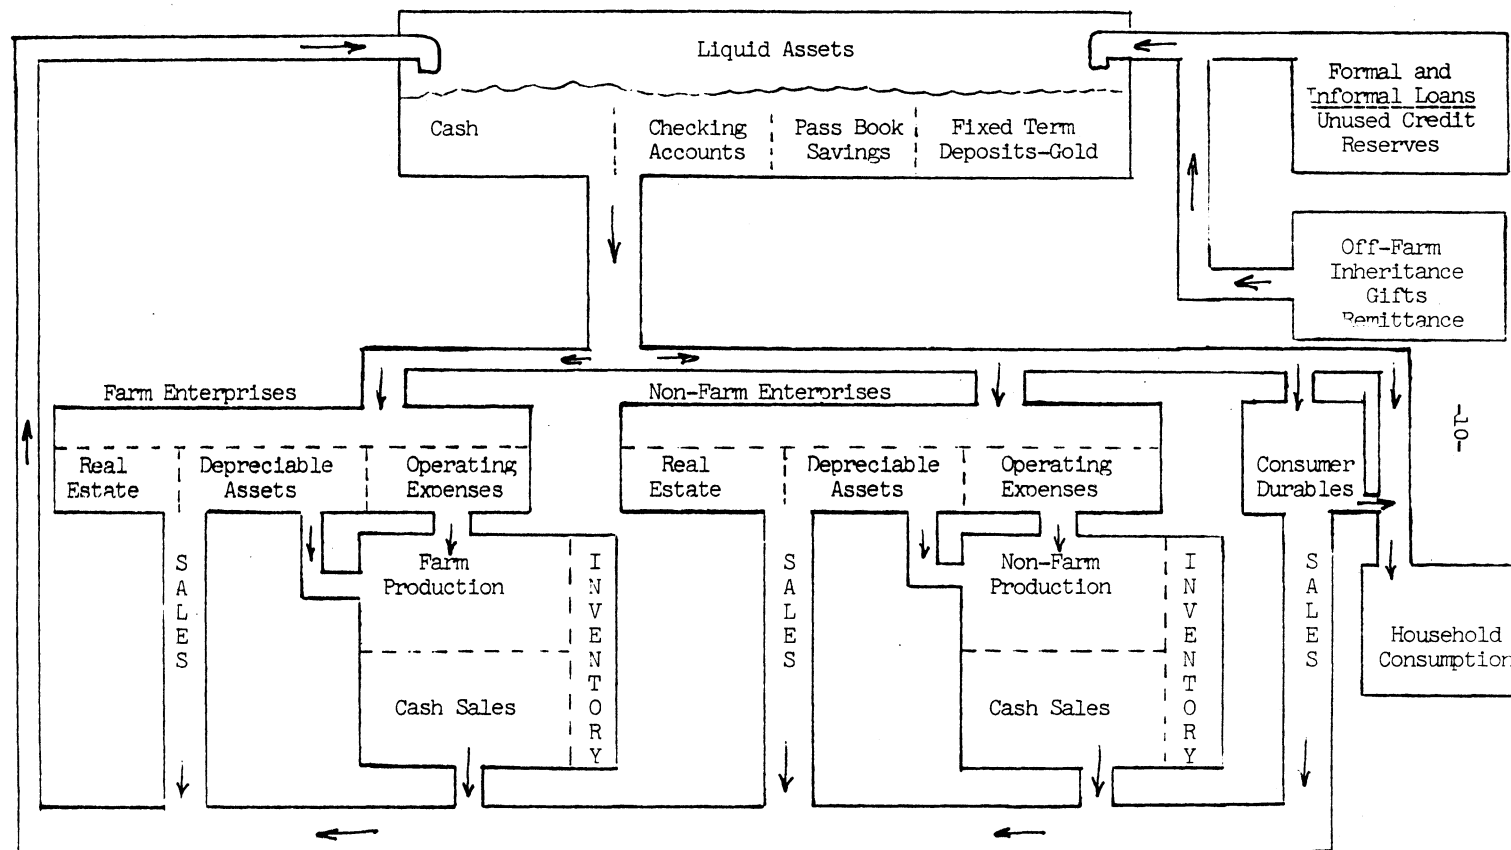 Liquid Assets
Cash
Checking
Accounts
Pass Book
Savings
Fixed Term
Deposits-Gold
Formal and
Informal Loans
Unused Credit
Reserves
Off-Farm
Inheritance
Gifts
Remittance
-10-
Farm Enterprises
Real
Estate
Depreciable
Assets
Operating
Expenses
Non-Farm Enterprises
Real
Estate
Depreciable
Assets
Operating
Expenses
Consumer
Durables
SALES
Farm
Production
Cash Sales
INVENTORY
SALES
Non-Farm
Production
Cash Sales
INVENTORY
SALES
Household
Consumption